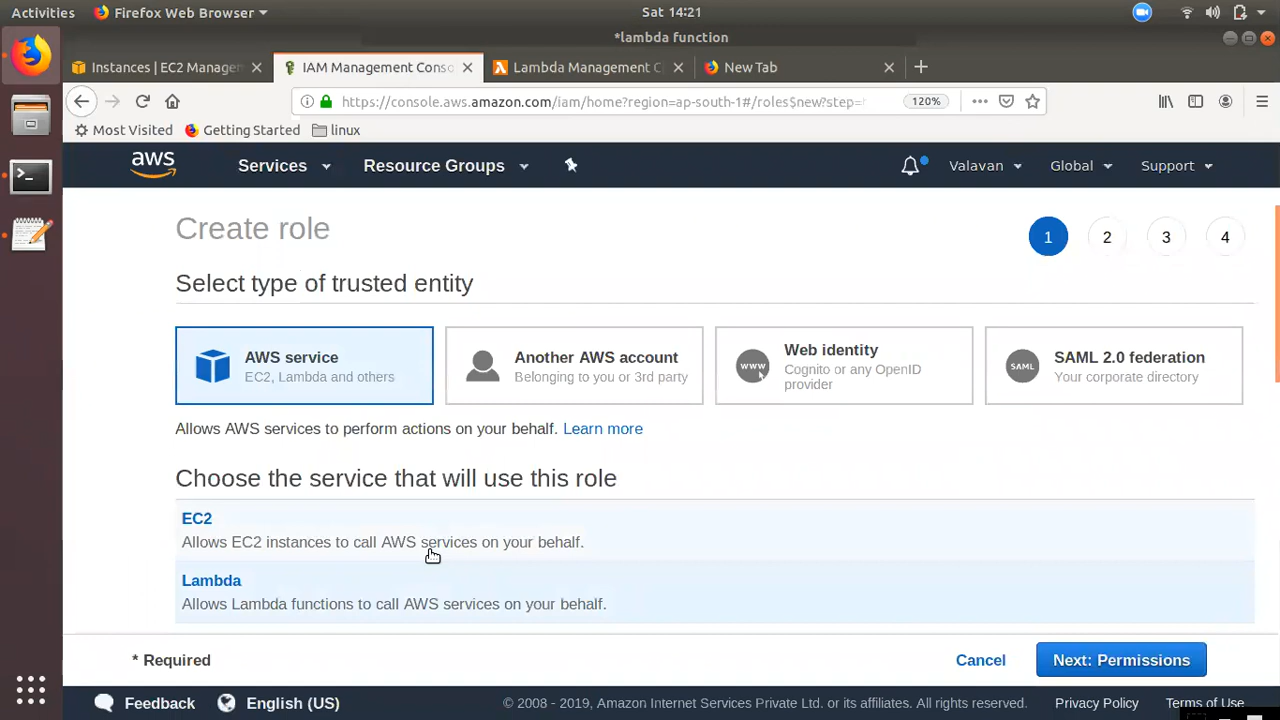 Activities Firefox Web Browser Sat 14:21
*lambda function
Instances | EC2 Manage IAM Management Conso Lambda Management C New Tab
https://console.aws.amazon.com/iam/home?region=ap-south-1#/roles$new?step= 120%
Most Visited Getting Started linux
aws Services Resource Groups Valavan Global Support
Create role 1 2 3 4
Select type of trusted entity
AWS service
EC2, Lambda and others
Another AWS account
Belonging to you or 3rd party
www
Web identity
Cognito or any OpenID
provider
SAML
SAML 2.0 federation
Your corporate directory
Allows AWS services to perform actions on your behalf. Learn more
Choose the service that will use this role
EC2
Allows EC2 instances to call AWS services on your behalf.
Lambda
Allows Lambda functions to call AWS services on your behalf.
* Required Cancel Next: Permissions
Feedback English (US) © 2008 - 2019, Amazon Internet Services Private Ltd. or its affiliates. All rights reserved. Privacy Policy Terms of Use